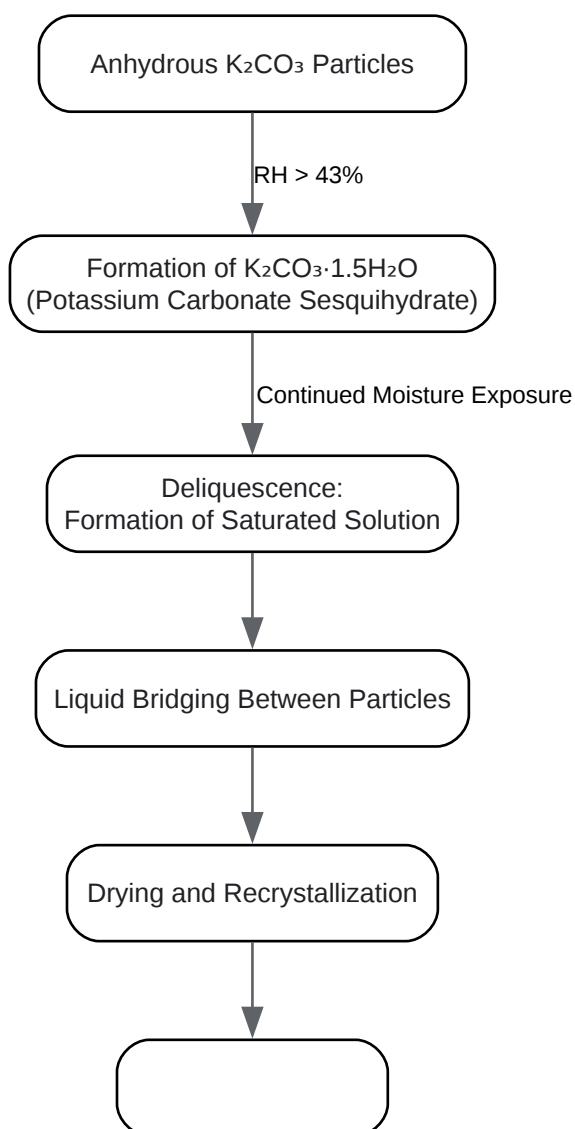 Anhydrous K₂CO₃ Particles
RH > 43%
Formation of K₂CO₃·1.5H₂O
(Potassium Carbonate Sesquihydrate)
Continued Moisture Exposure
Deliquescence:
Formation of Saturated Solution
Liquid Bridging Between Particles
Drying and Recrystallization